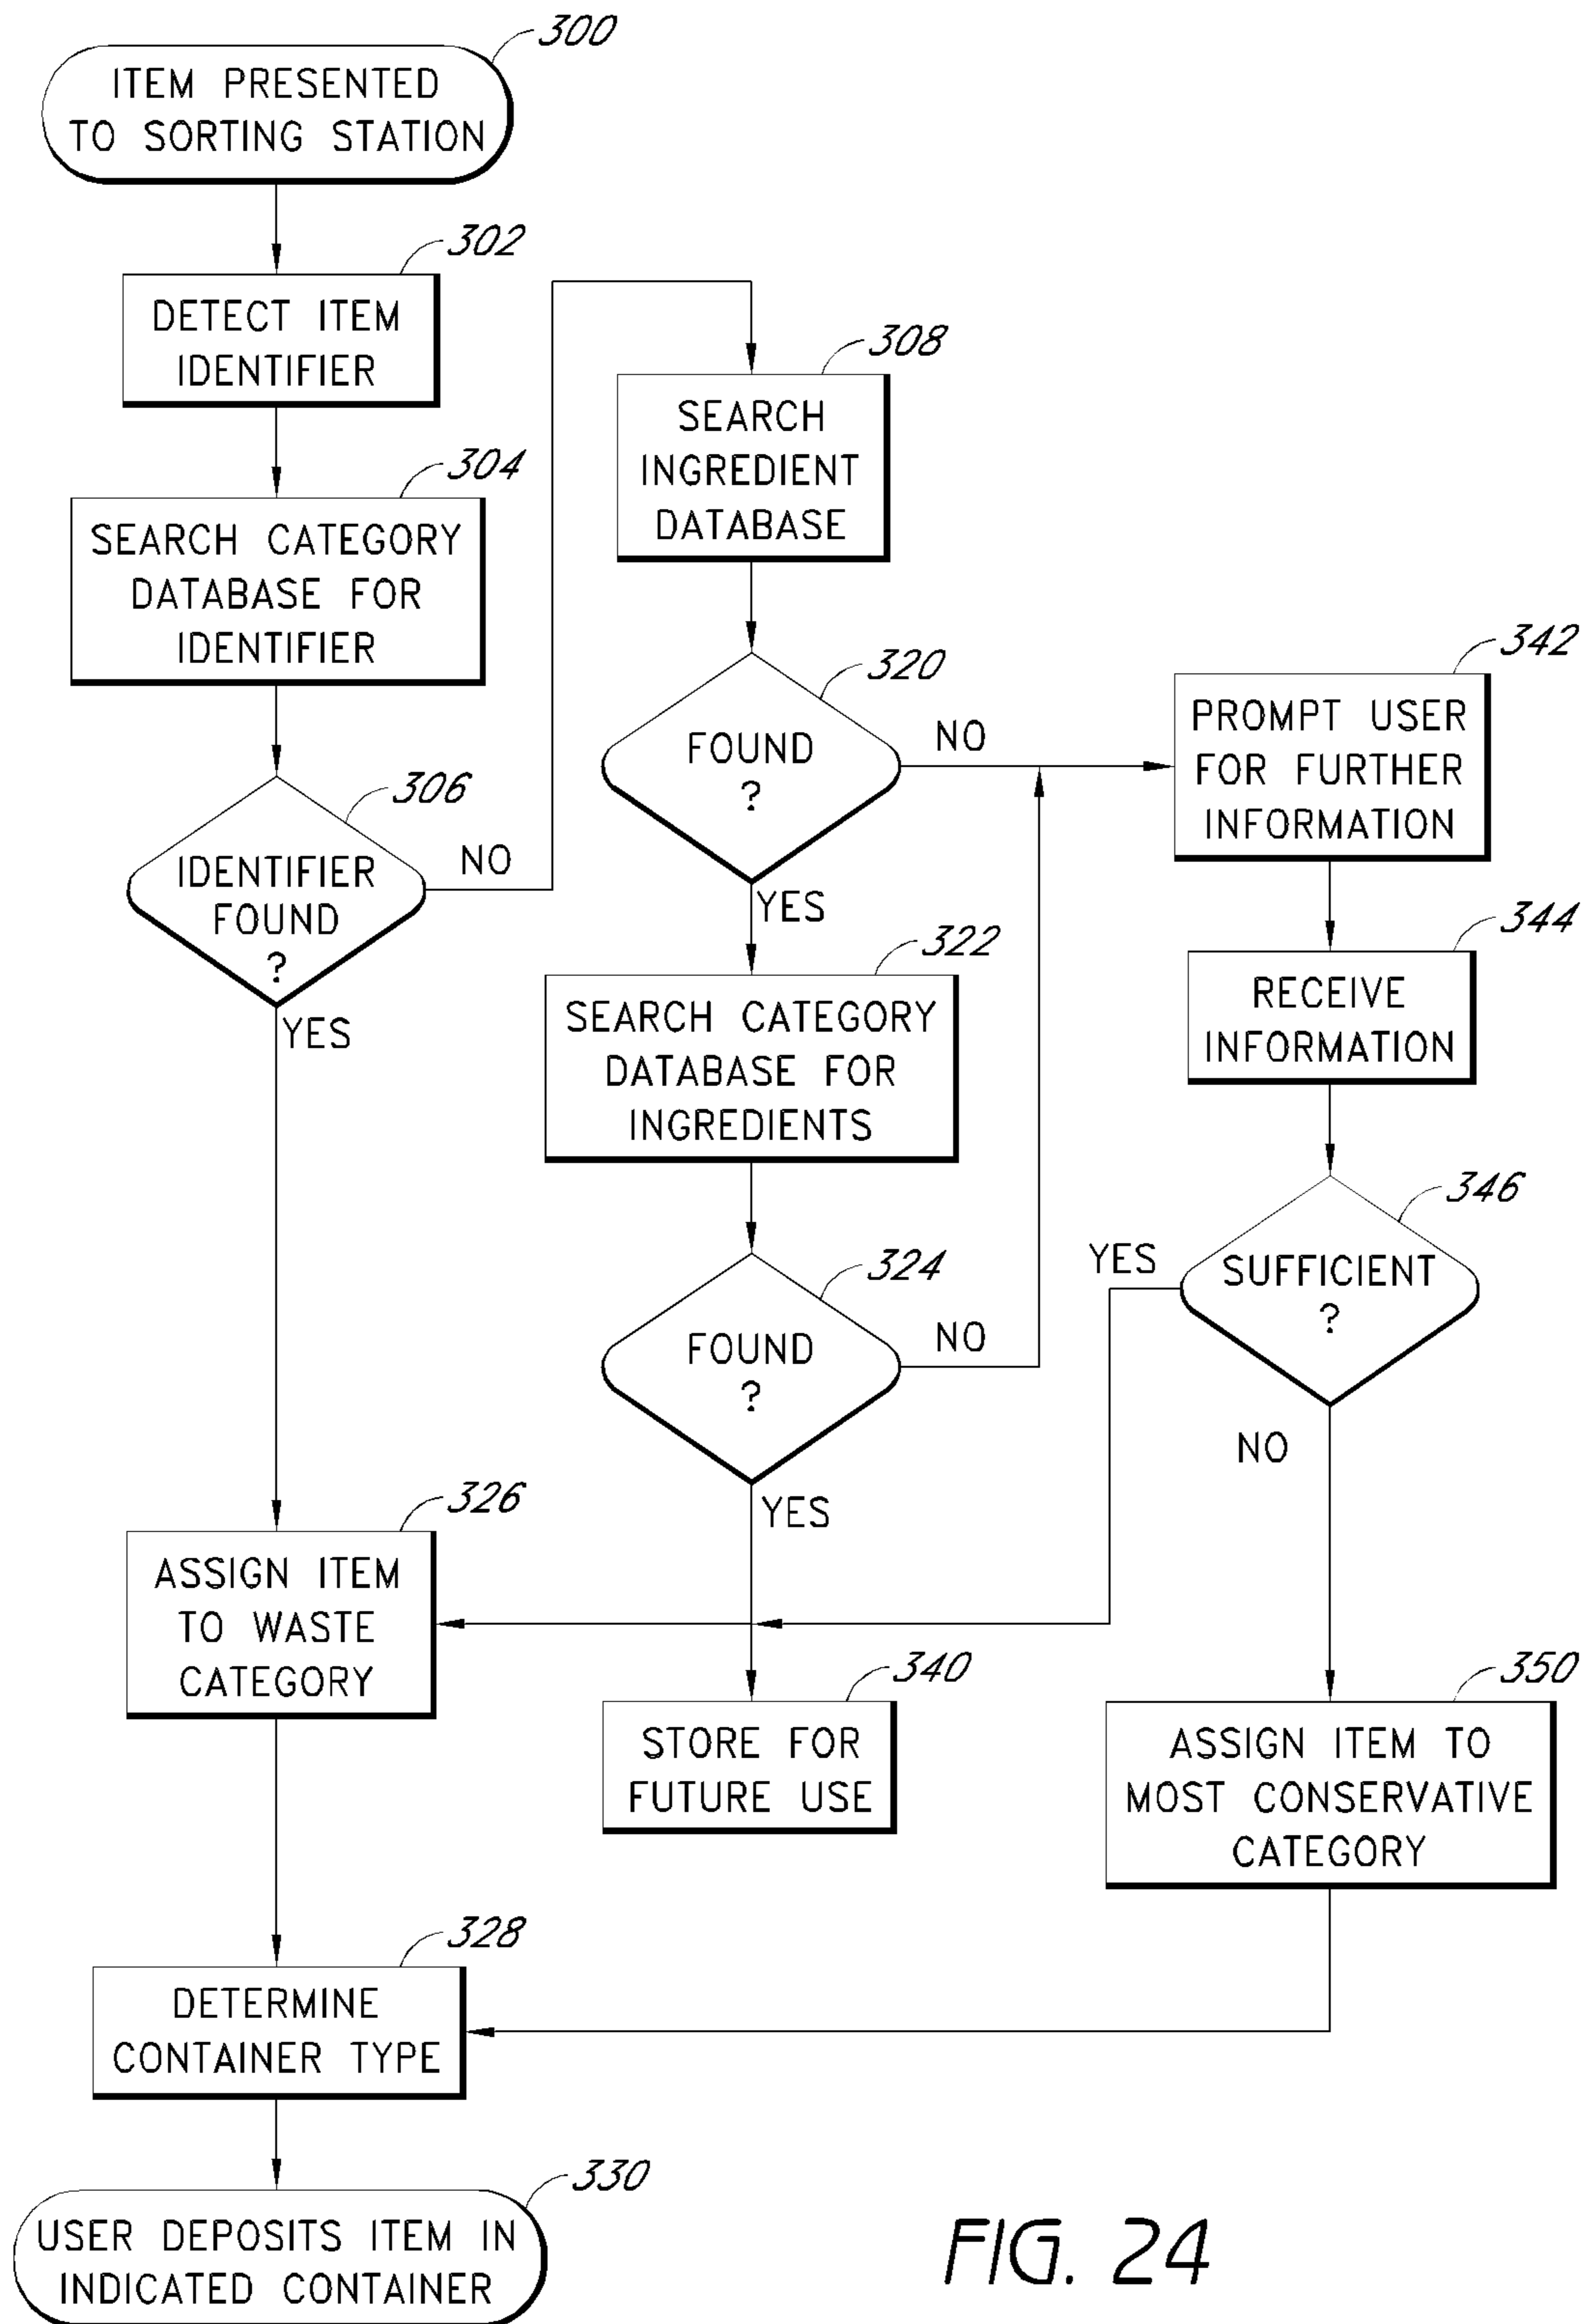 300
ITEM PRESENTED
TO SORTING STATION
302
DETECT ITEM
IDENTIFIER
304
SEARCH CATEGORY
DATABASE FOR
IDENTIFIER
306
IDENTIFIER
FOUND
?
NO
YES
308
SEARCH
INGREDIENT
DATABASE
320
FOUND
?
NO
YES
322
SEARCH CATEGORY
DATABASE FOR
INGREDIENTS
324
FOUND
?
NO
YES
342
PROMPT USER
FOR FURTHER
INFORMATION
344
RECEIVE
INFORMATION
346
SUFFICIENT
?
YES
NO
326
ASSIGN ITEM
TO WASTE
CATEGORY
340
STORE FOR
FUTURE USE
350
ASSIGN ITEM TO
MOST CONSERVATIVE
CATEGORY
328
DETERMINE
CONTAINER TYPE
330
USER DEPOSITS ITEM IN
INDICATED CONTAINER
FIG. 24